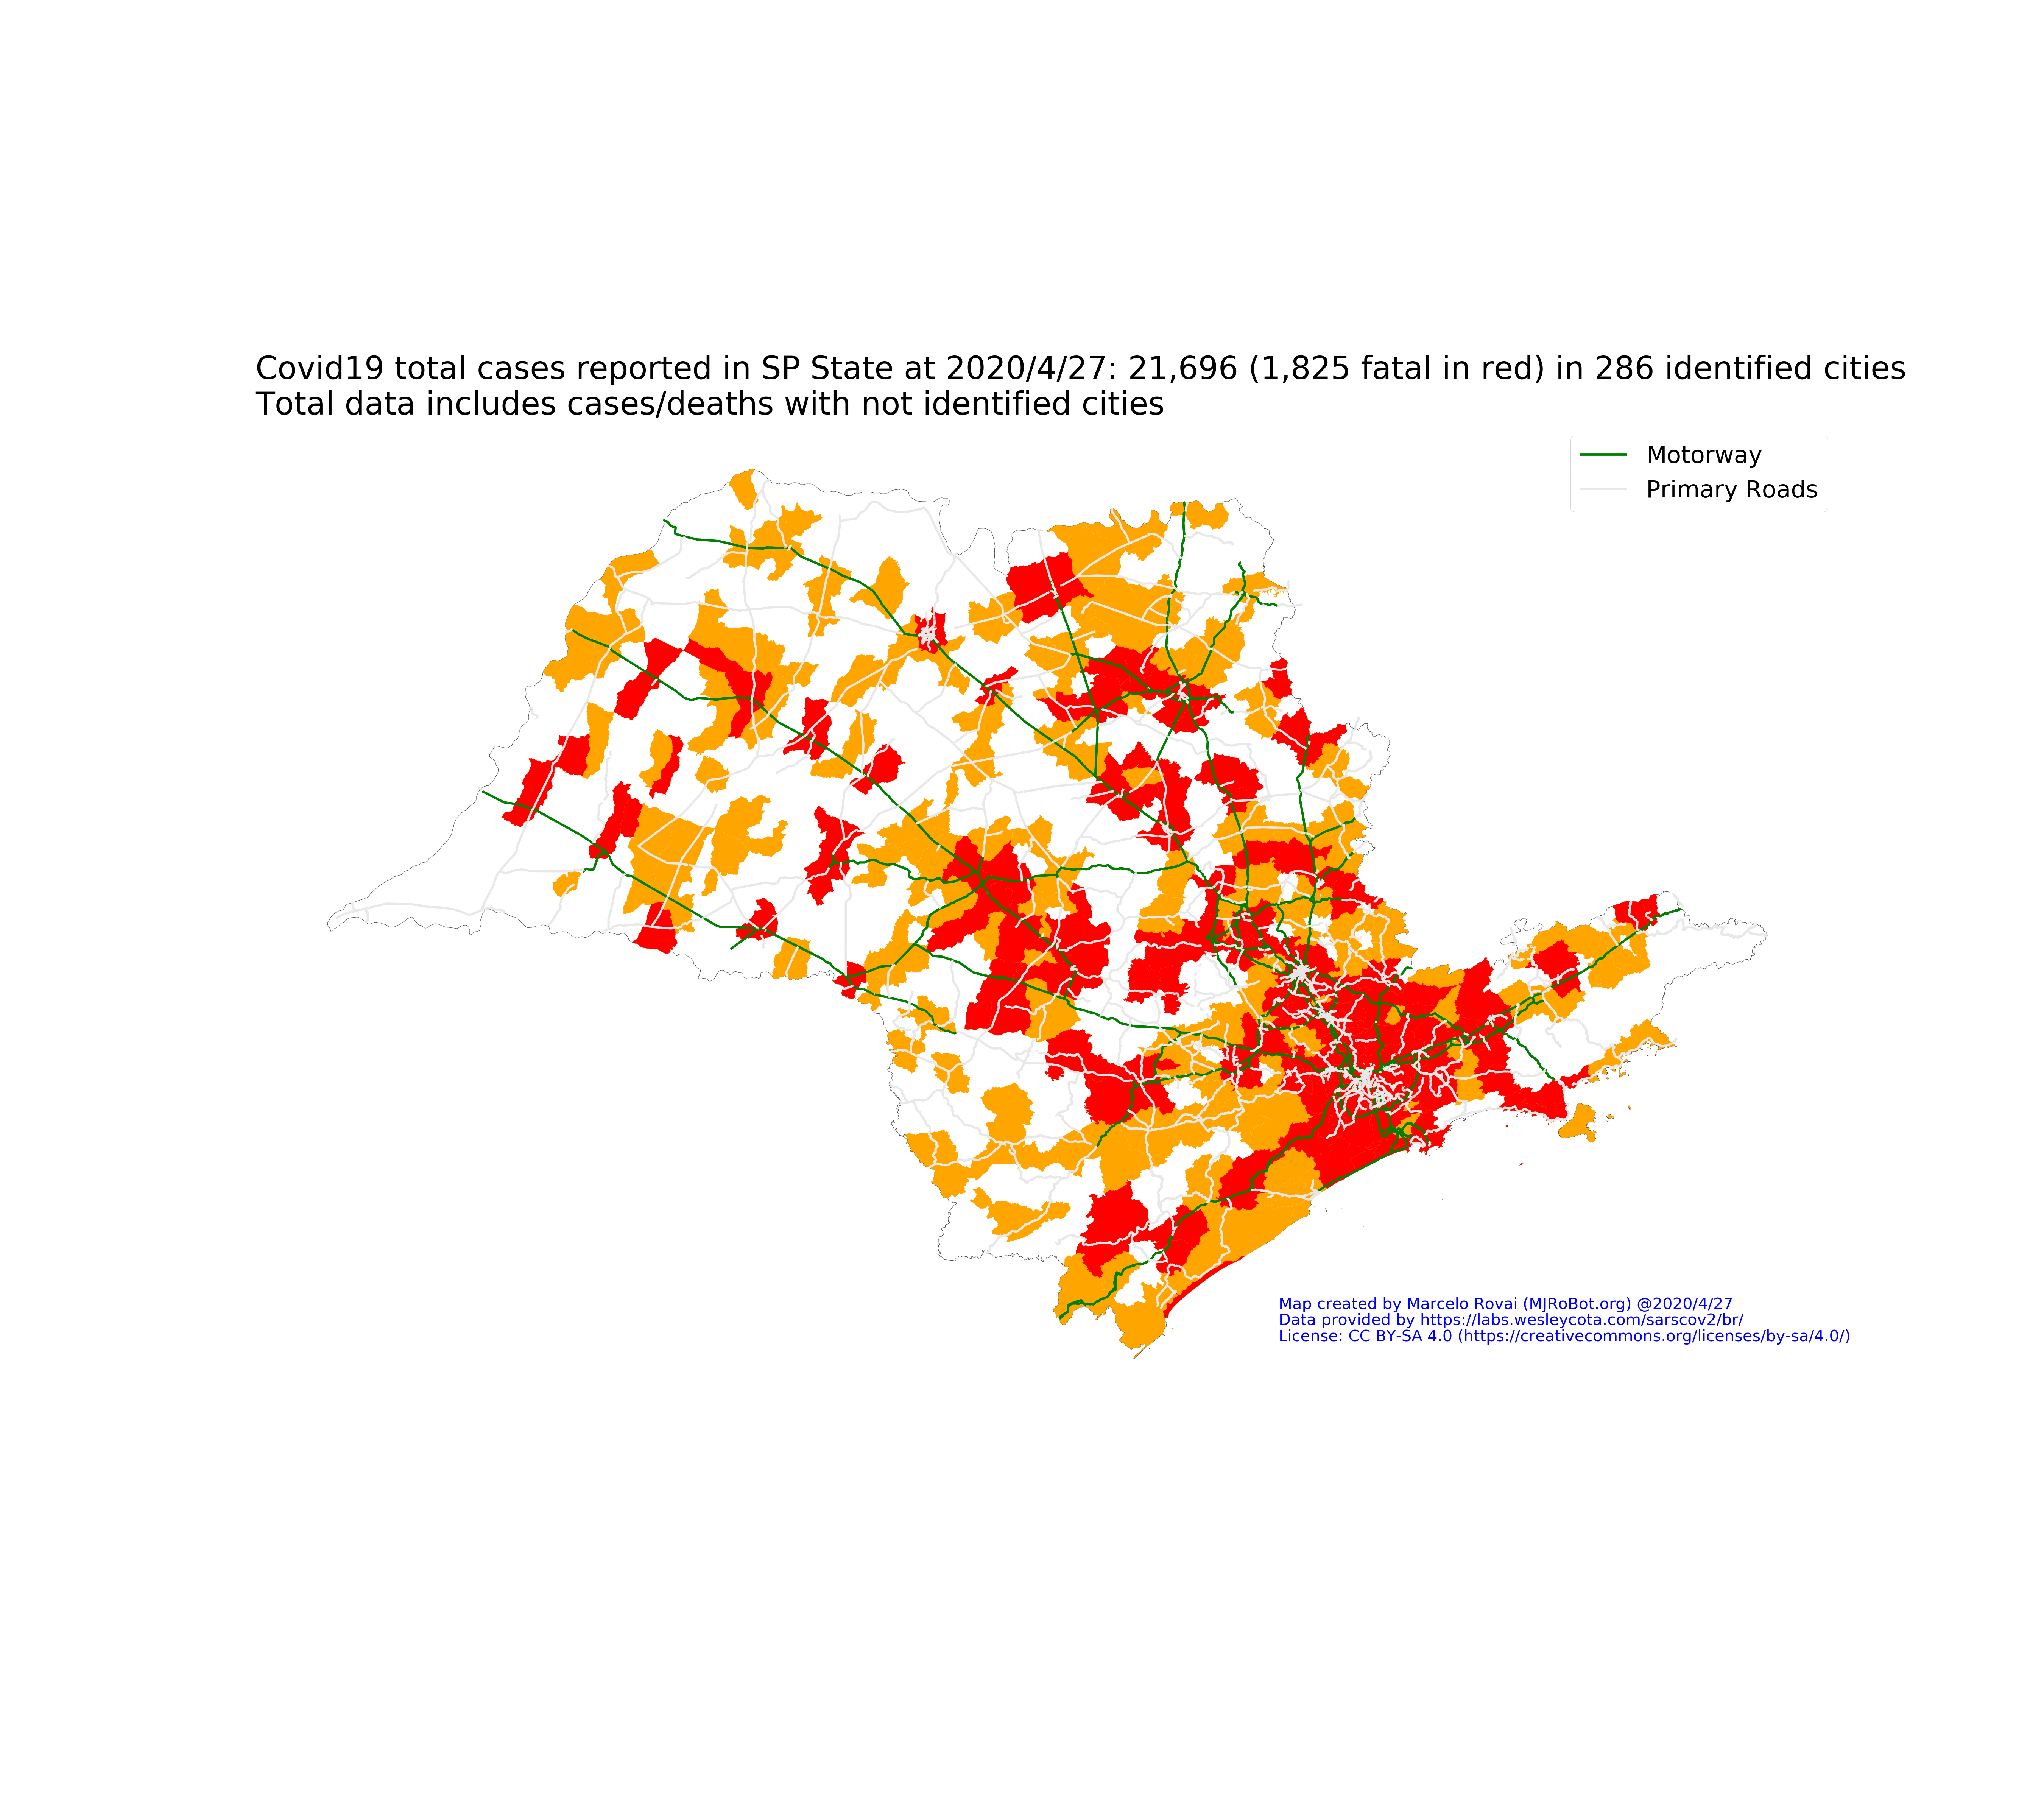 Covid19 total cases reported in SP State at 2020/4/27: 21,696 (1,825 fatal in red) in 286 identified cities
Total data includes cases/deaths with not identified cities
Motorway
Primary Roads
Map created by Marcelo Rovai (MJRoBot.org) @2020/4/27
Data provided by https://labs.wesleycota.com/sarscov2/br/
License: CC BY-SA 4.0 (https://creativecommons.org/licenses/by-sa/4.0/)